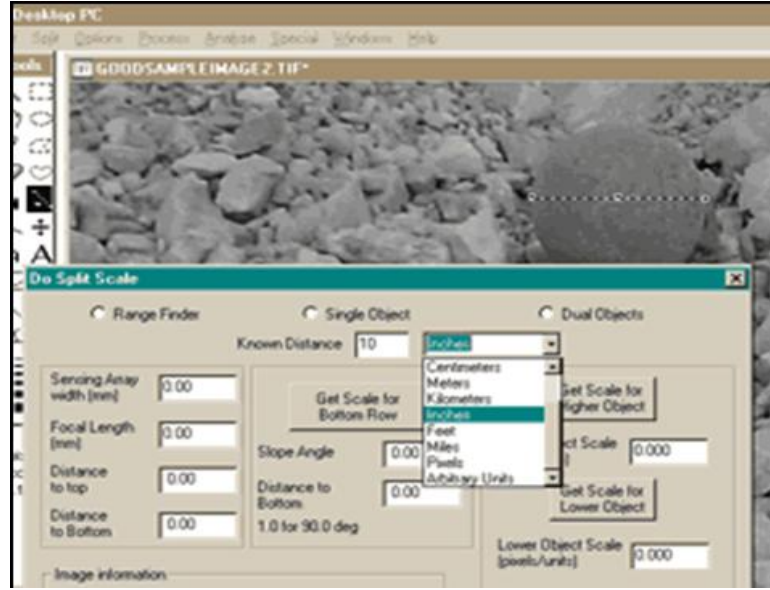 Desktop PC
Split Options Process Analyze Special Windows Help
GOODSAMPLEIMAGE2.TIF*
A
Do Split Scale
Range Finder
Single Object
Dual Objects
Known Distance 10 Inches
Centimeters
Meters
Kilometers
Inches
Feet
Miles
Pixels
Arbitrary Units
Sensing Array
width (mm) 0.00
Focal Length
(mm) 0.00
Distance
to top 0.00
Distance
to Bottom 0.00
Get Scale for
Bottom Row
Slope Angle 0.00
Distance to
Bottom 0.00
1.0 for 90.0 deg
Get Scale for
Higher Object
Scale 0.000
Get Scale for
Lower Object
Lower Object Scale
(pixels/units) 0.000
Image information